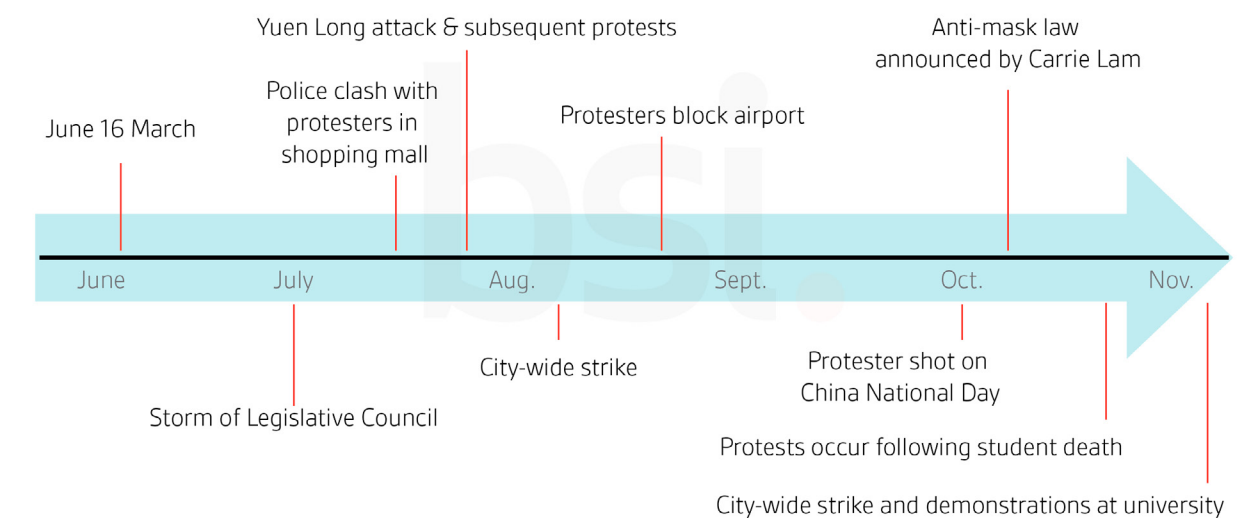 Yuen Long attack & subsequent protests
Anti-mask law
announced by Carrie Lam
Police clash with
protesters in
shopping mall
Protesters block airport
June 16 March
bsi.
June
July
Aug.
Sept.
Oct.
Nov.
City-wide strike
Protester shot on
China National Day
Storm of Legislative Council
Protests occur following student death
City-wide strike and demonstrations at university